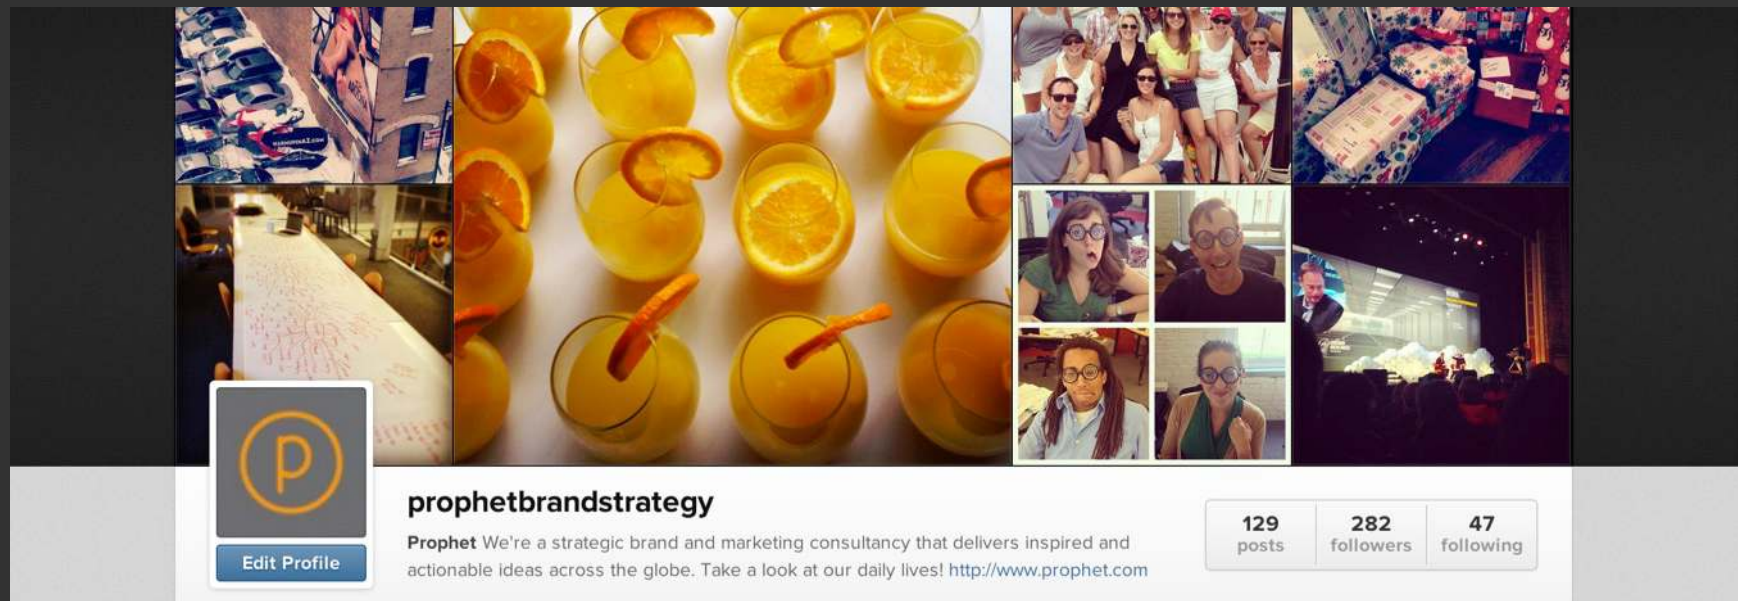 prophetbrandstrategy
Prophet We're a strategic brand and marketing consultancy that delivers inspired and
actionable ideas across the globe. Take a look at our daily lives! http://www.prophet.com
Edit Profile
129
posts
282
followers
47
following